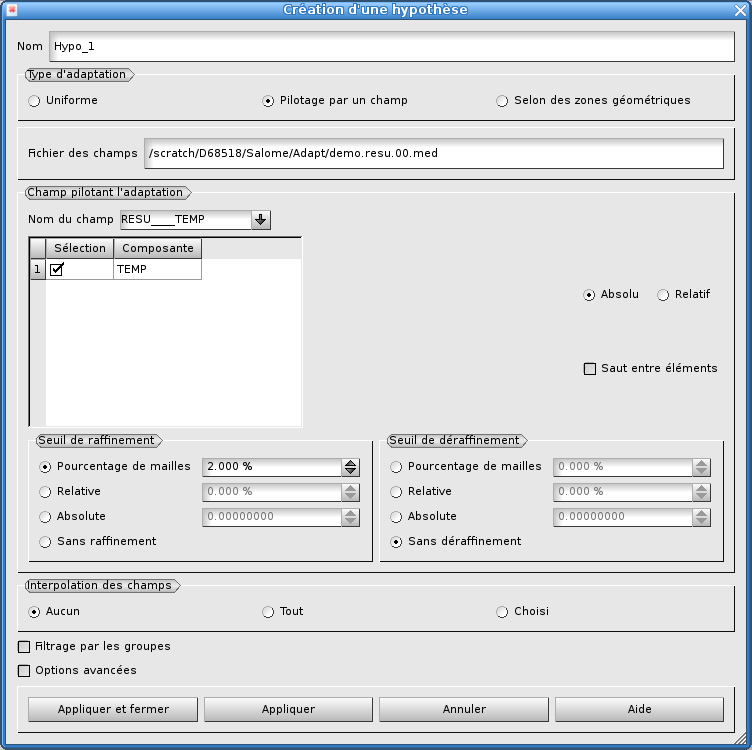 Création d'une hypothèse
Nom Hypo_1
Type d'adaptation
Uniforme Pilotage par un champ Selon des zones géométriques
Fichier des champs /scratch/D68518/Salome/Adapt/demo.resu.00.med
Champ pilotant l'adaptation
Nom du champ RESU____TEMP
Sélection Composante
1 TEMP
Absolu Relatif
Saut entre éléments
Seuil de raffinement Seuil de déraffinement
Pourcentage de mailles 2.000 % Pourcentage de mailles 0.000 %
Relative 0.000 % Relative 0.000 %
Absolute 0.00000000 Absolute 0.00000000
Sans raffinement Sans déraffinement
Interpolation des champs
Aucun Tout Choisi
Filtrage par les groupes
Options avancées
Appliquer et fermer Appliquer Annuler Aide